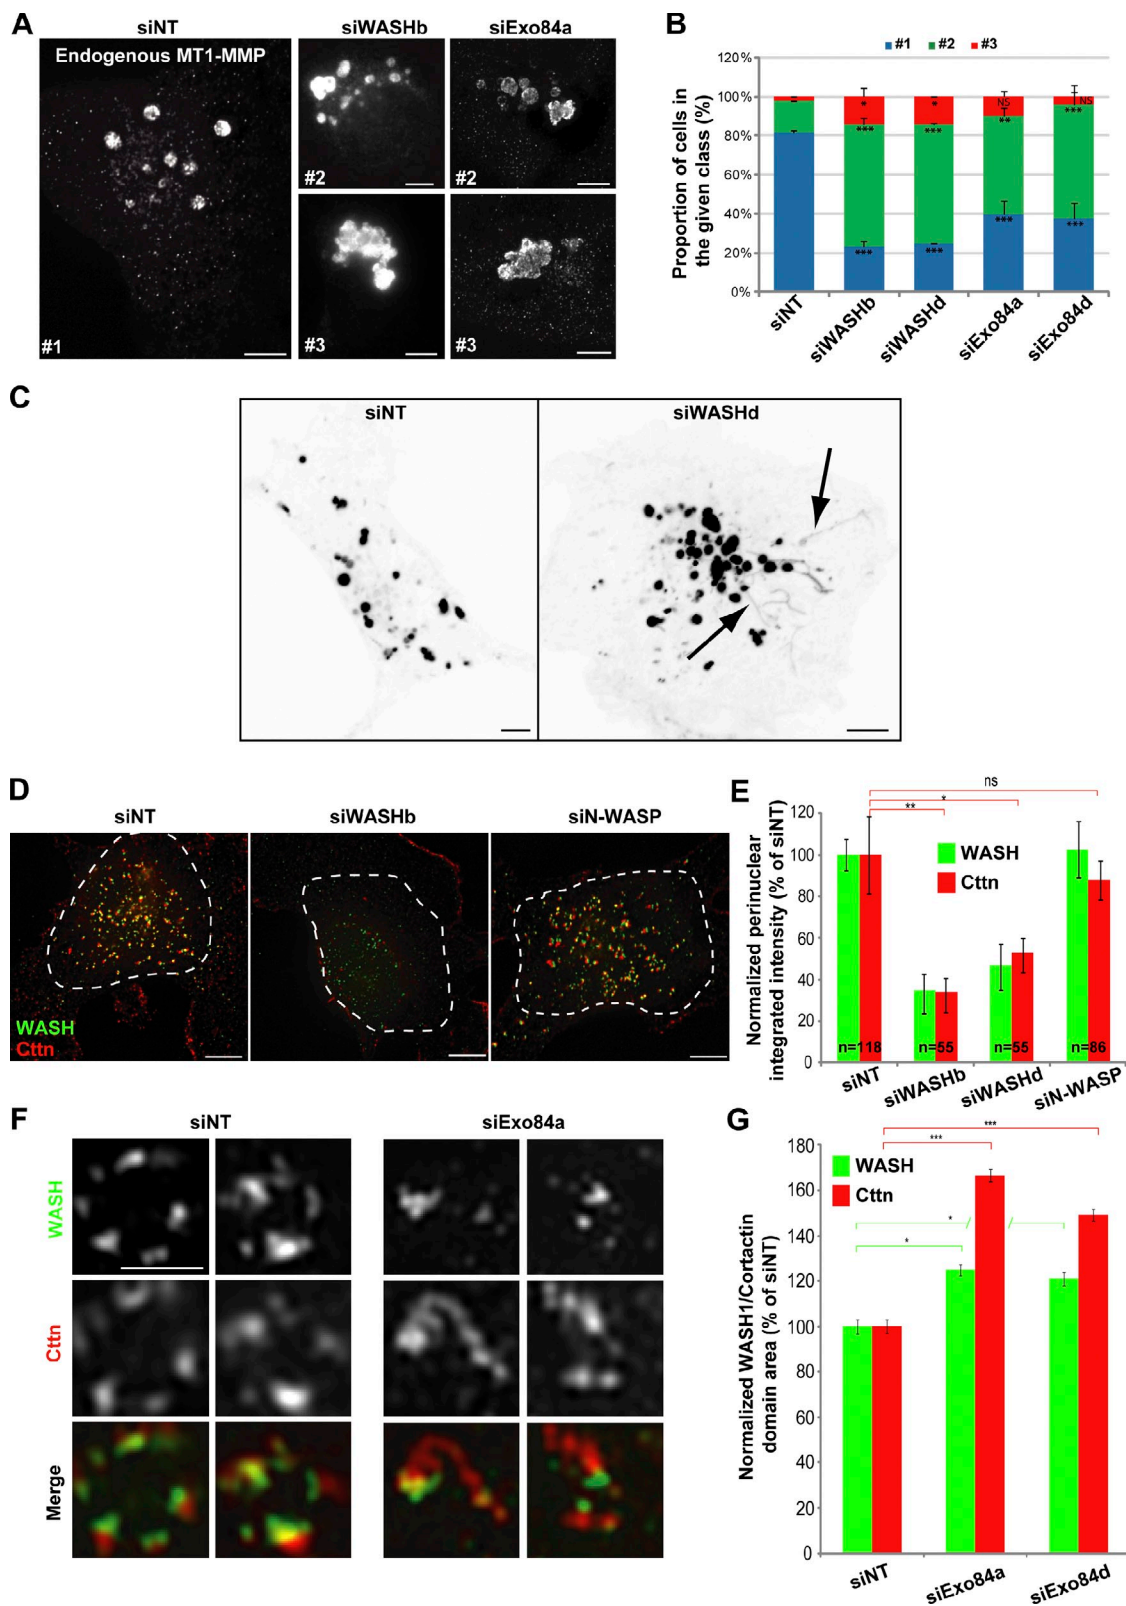 A
siNT
siWASHb
siExo84a
Endogenous MT1-MMP
#1
#2
#2
#3
#3
B
#1 #2 #3
Proportion of cells in
the given class (%)
120%
100%
80%
60%
40%
20%
0%
* * NS NS
*** *** ** ***
*** *** *** ***
siNT
siWASHb
siWASHd
siExo84a
siExo84d
C
siNT
siWASHd
D
siNT
siWASHb
siN-WASP
WASH
Cttn
E
ns
*
**
WASH
Cttn
Normalized perinuclear
integrated intensity (% of siNT)
120
100
80
60
40
20
0
n=118
n=55
n=55
n=86
siNT
siWASHb
siWASHd
siN-WASP
F
siNT
siExo84a
WASH
Cttn
Merge
G
***
***
WASH
Cttn
*
*
Normalized WASH1/Cortactin
domain area (% of siNT)
180
160
140
120
100
80
60
40
20
0
siNT
siExo84a
siExo84d